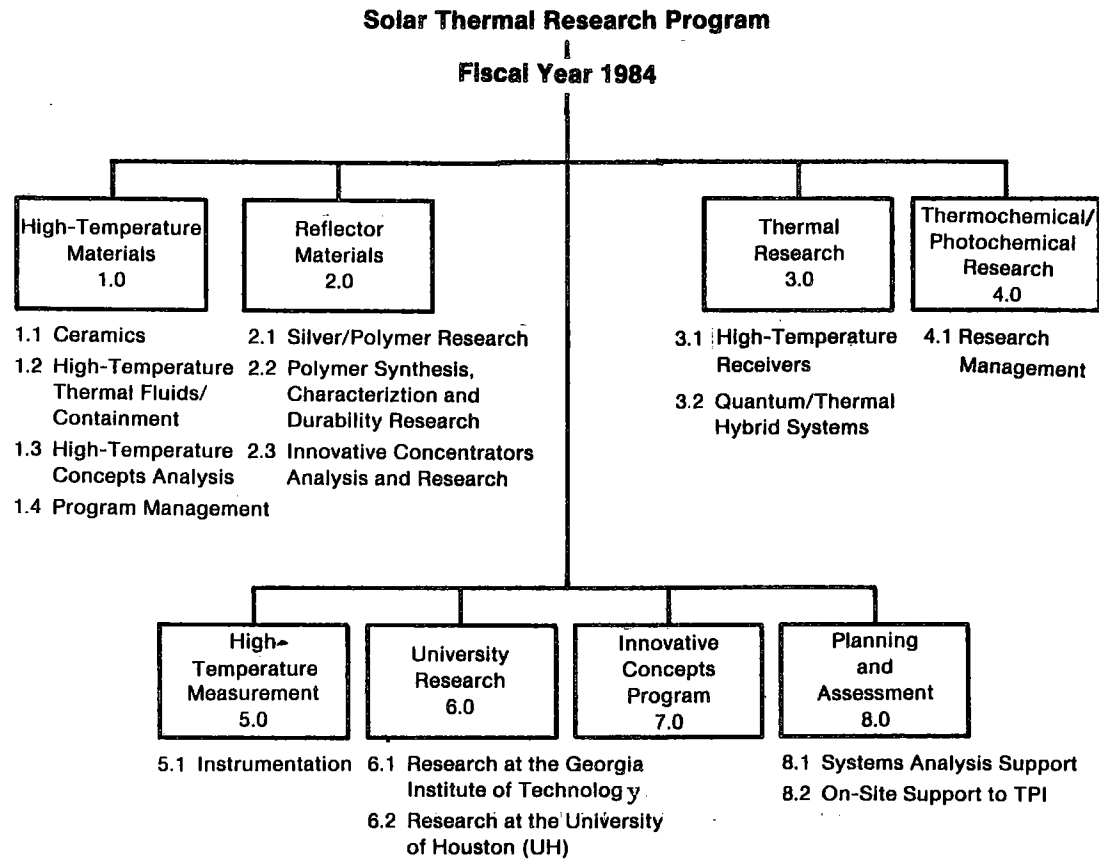 Solar Thermal Research Program
Fiscal Year 1984
High-Temperature
Materials
1.0
1.1 Ceramics
1.2 High-Temperature
Thermal Fluids/
Containment
1.3 High-Temperature
Concepts Analysis
1.4 Program Management
Reflector
Materials
2.0
2.1 Silver/Polymer Research
2.2 Polymer Synthesis,
Characteriztion and
Durability Research
2.3 Innovative Concentrators
Analysis and Research
Thermal
Research
3.0
3.1 High-Temperature
Receivers
3.2 Quantum/Thermal
Hybrid Systems
Thermochemical/
Photochemical
Research
4.0
4.1 Research
Management
High-
Temperature
Measurement
5.0
5.1 Instrumentation
University
Research
6.0
6.1 Research at the Georgia
Institute of Technology
6.2 Research at the University
of Houston (UH)
Innovative
Concepts
Program
7.0
Planning
and
Assessment
8.0
8.1 Systems Analysis Support
8.2 On-Site Support to TPI